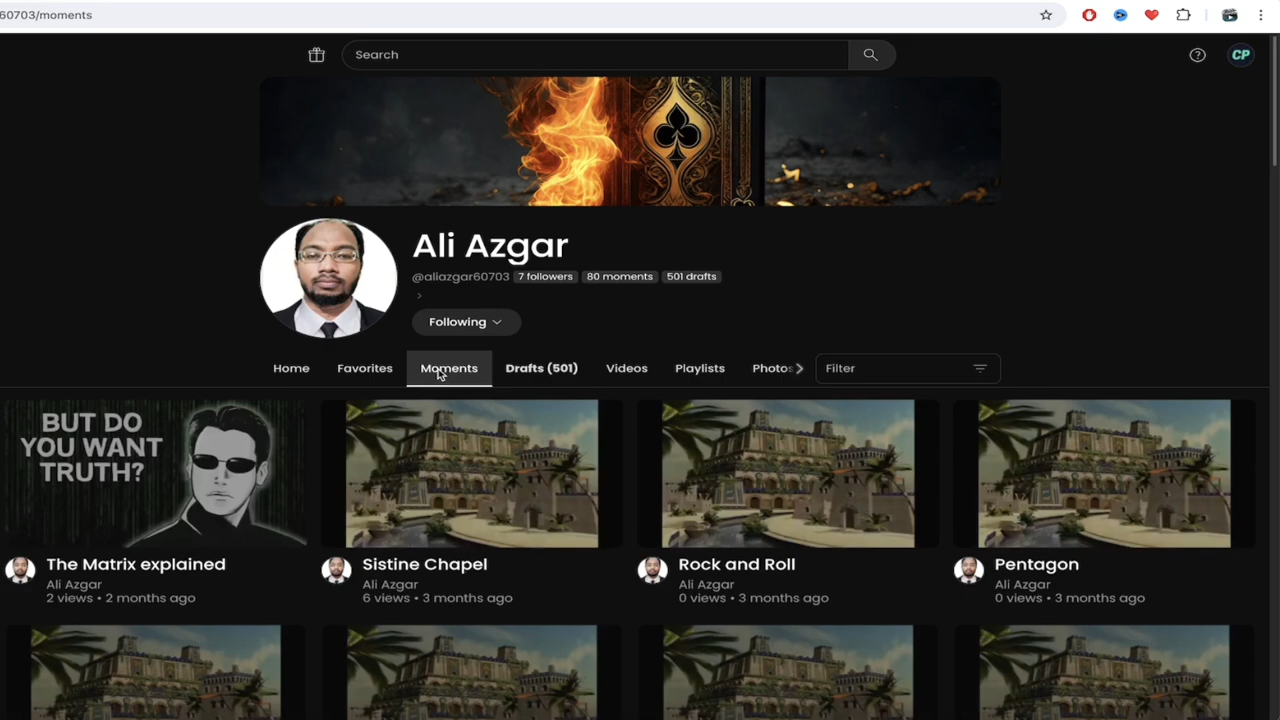 60703/moments
Search
CP
Ali Azgar
@aliazgar60703 7 followers 80 moments 501 drafts
Following
Home Favorites Moments Drafts (501) Videos Playlists Photos Filter
BUT DO
YOU WANT
TRUTH?
The Matrix explained
Ali Azgar
2 views • 2 months ago
Sistine Chapel
Ali Azgar
6 views • 3 months ago
Rock and Roll
Ali Azgar
0 views • 3 months ago
Pentagon
Ali Azgar
0 views • 3 months ago